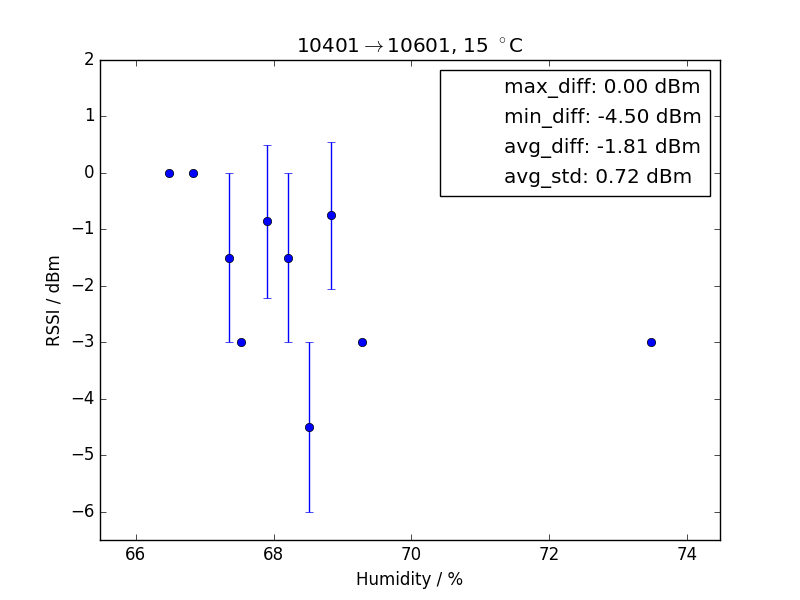 10401→10601, 15 °C
max_diff: 0.00 dBm
min_diff: -4.50 dBm
avg_diff: -1.81 dBm
avg_std: 0.72 dBm
2
1
0
−1
−2
−3
−4
−5
−6
RSSI / dBm
66 68 70 72 74
Humidity / %